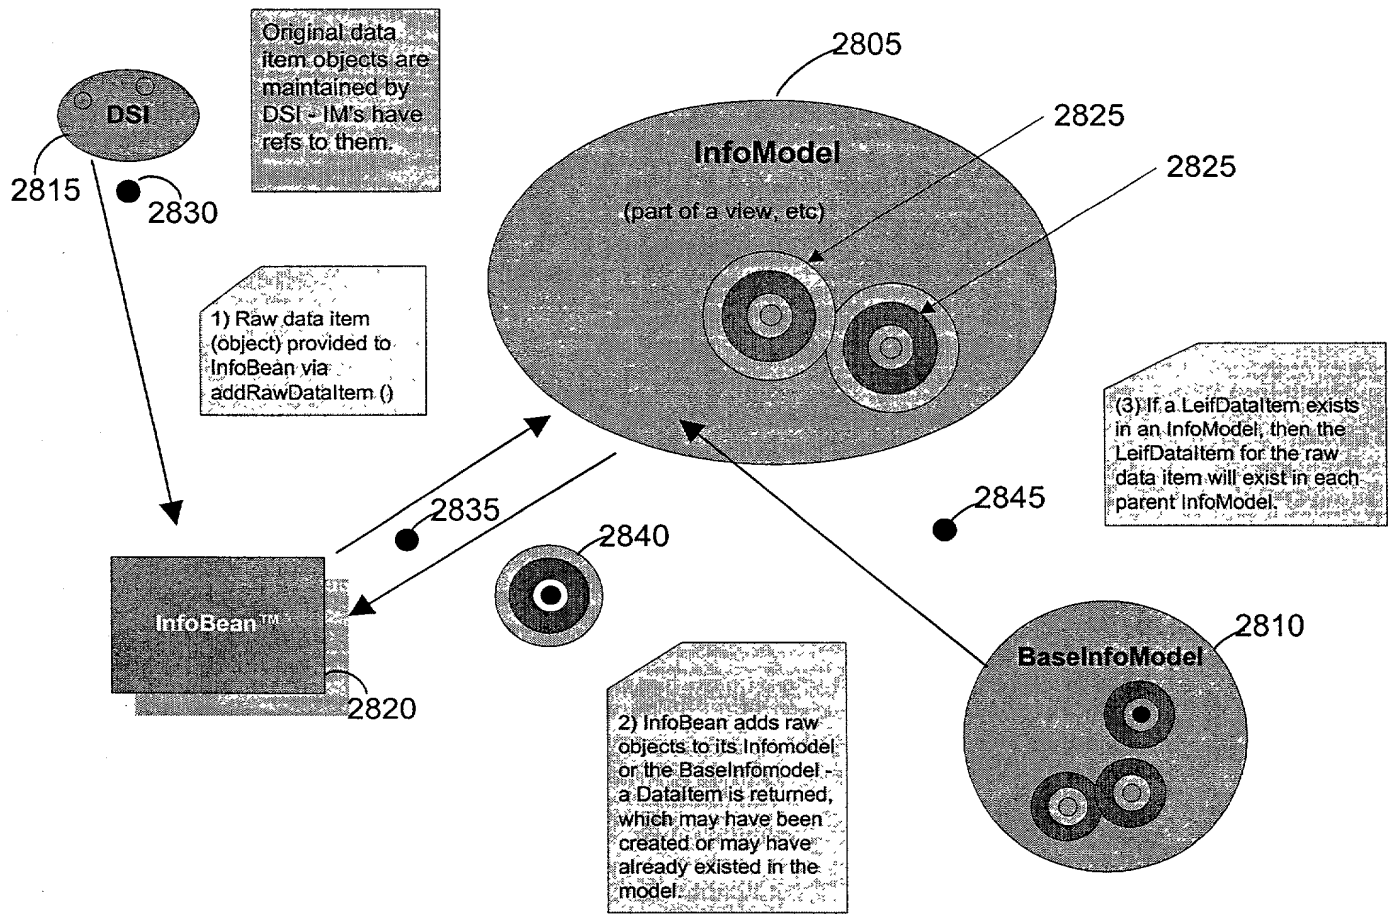 Original data
item objects are
maintained by
DSI - IM's have
refs to them.
2805
DSI
2825
InfoModel
2825
2815
2830
(part of a view, etc)
1) Raw data item
(object) provided to
InfoBean via
addRawDataItem ()
(3) If a LeifDataItem exists
in an InfoModel, then the
LeifDataItem for the raw
data item will exist in each
parent InfoModel.
2835
2845
2840
InfoBean™
2810
BaseInfoModel
2820
2) InfoBean adds raw
objects to its Infomodel
or the BaseInfomodel -
a DataItem is returned,
which may have been
created or may have
already existed in the
model.